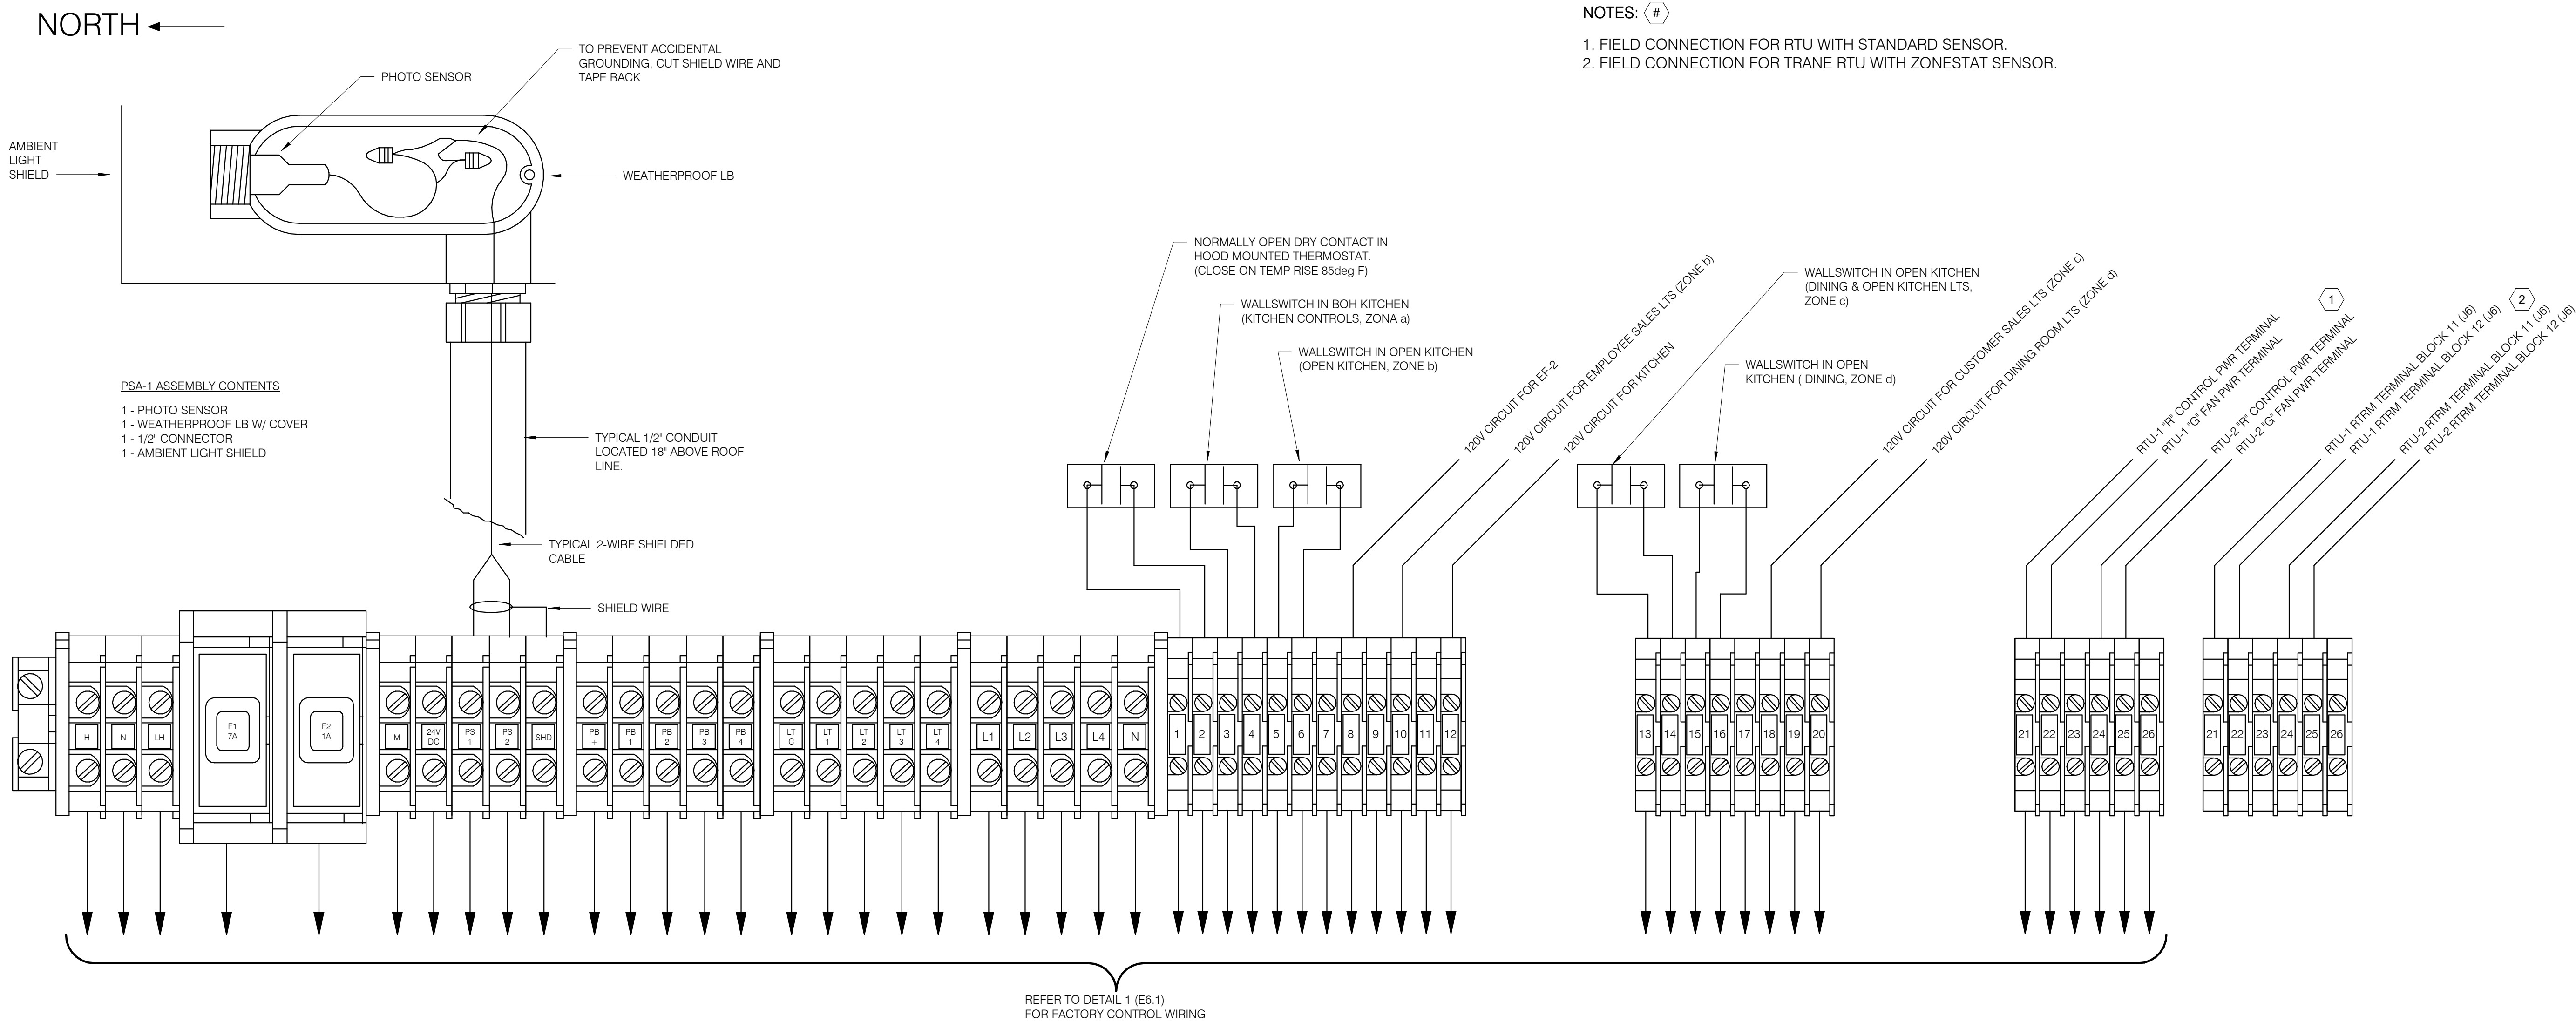 NORTH
NOTES: #
1. FIELD CONNECTION FOR RTU WITH STANDARD SENSOR.
2. FIELD CONNECTION FOR TRANE RTU WITH ZONESTAT SENSOR.
TO PREVENT ACCIDENTAL
GROUNDING, CUT SHIELD WIRE AND
TAPE BACK
PHOTO SENSOR
AMBIENT
LIGHT
SHIELD
WEATHERPROOF LB
PSA-1 ASSEMBLY CONTENTS
1 - PHOTO SENSOR
1 - WEATHERPROOF LB W/ COVER
1 - 1/2" CONNECTOR
1 - AMBIENT LIGHT SHIELD
TYPICAL 1/2" CONDUIT
LOCATED 18" ABOVE ROOF
LINE.
TYPICAL 2-WIRE SHIELDED
CABLE
SHIELD WIRE
NORMALLY OPEN DRY CONTACT IN
HOOD MOUNTED THERMOSTAT.
(CLOSE ON TEMP RISE 85deg F)
WALLSWITCH IN BOH KITCHEN
(KITCHEN CONTROLS, ZONA a)
WALLSWITCH IN OPEN KITCHEN
(OPEN KITCHEN, ZONE b)
120V CIRCUIT FOR EF-2
120V CIRCUIT FOR EMPLOYEE SALES LTS (ZONE b)
120V CIRCUIT FOR KITCHEN
WALLSWITCH IN OPEN KITCHEN
(DINING & OPEN KITCHEN LTS,
ZONE c)
WALLSWITCH IN OPEN
KITCHEN ( DINING, ZONE d)
120V CIRCUIT FOR CUSTOMER SALES LTS (ZONE c)
120V CIRCUIT FOR DINING ROOM LTS (ZONE d)
1
RTU-1 "R" CONTROL PWR TERMINAL
RTU-1 "G" FAN PWR TERMINAL
RTU-2 "R" CONTROL PWR TERMINAL
RTU-2 "G" FAN PWR TERMINAL
2
RTU-1 RTRM TERMINAL BLOCK 11 (J6)
RTU-1 RTRM TERMINAL BLOCK 12 (J6)
RTU-2 RTRM TERMINAL BLOCK 11 (J6)
RTU-2 RTRM TERMINAL BLOCK 12 (J6)
H
N
LH
F1
7A
F2
1A
M
24V
DC
PS
1
PS
2
SHD
PB
+
PB
1
PB
2
PB
3
PB
4
LT
C
LT
1
LT
2
LT
3
LT
4
L1
L2
L3
L4
N
1
2
3
4
5
6
7
8
9
10
11
12
13
14
15
16
17
18
19
20
21
22
23
24
25
26
21
22
23
24
25
26
REFER TO DETAIL 1 (E6.1)
FOR FACTORY CONTROL WIRING